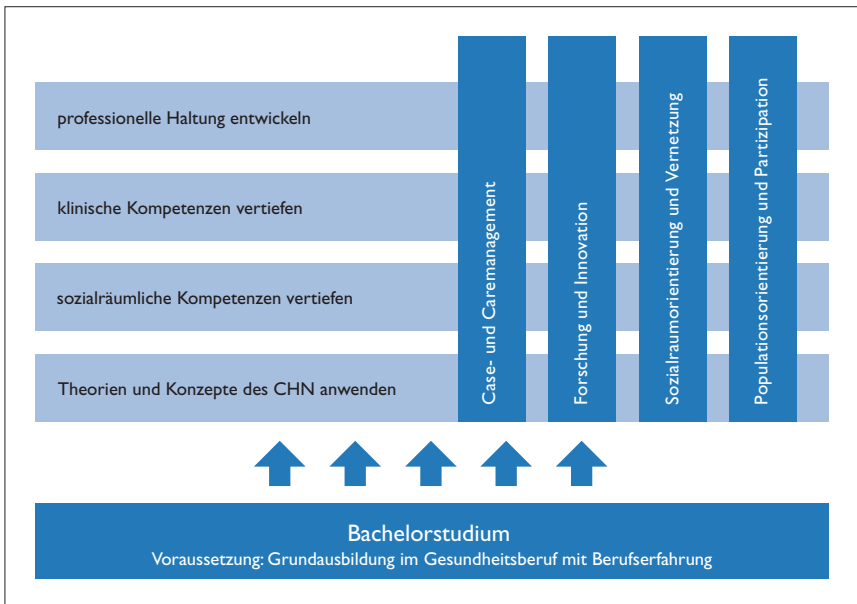 professionelle Haltung entwickeln
klinische Kompetenzen vertiefen
sozialräumliche Kompetenzen vertiefen
Theorien und Konzepte des CHN anwenden
Case- und Caremanagement
Forschung und Innovation
Sozialraumorientierung und Vernetzung
Populationsorientierung und Partizipation
Bachelorstudium
Voraussetzung: Grundausbildung im Gesundheitsberuf mit Berufserfahrung